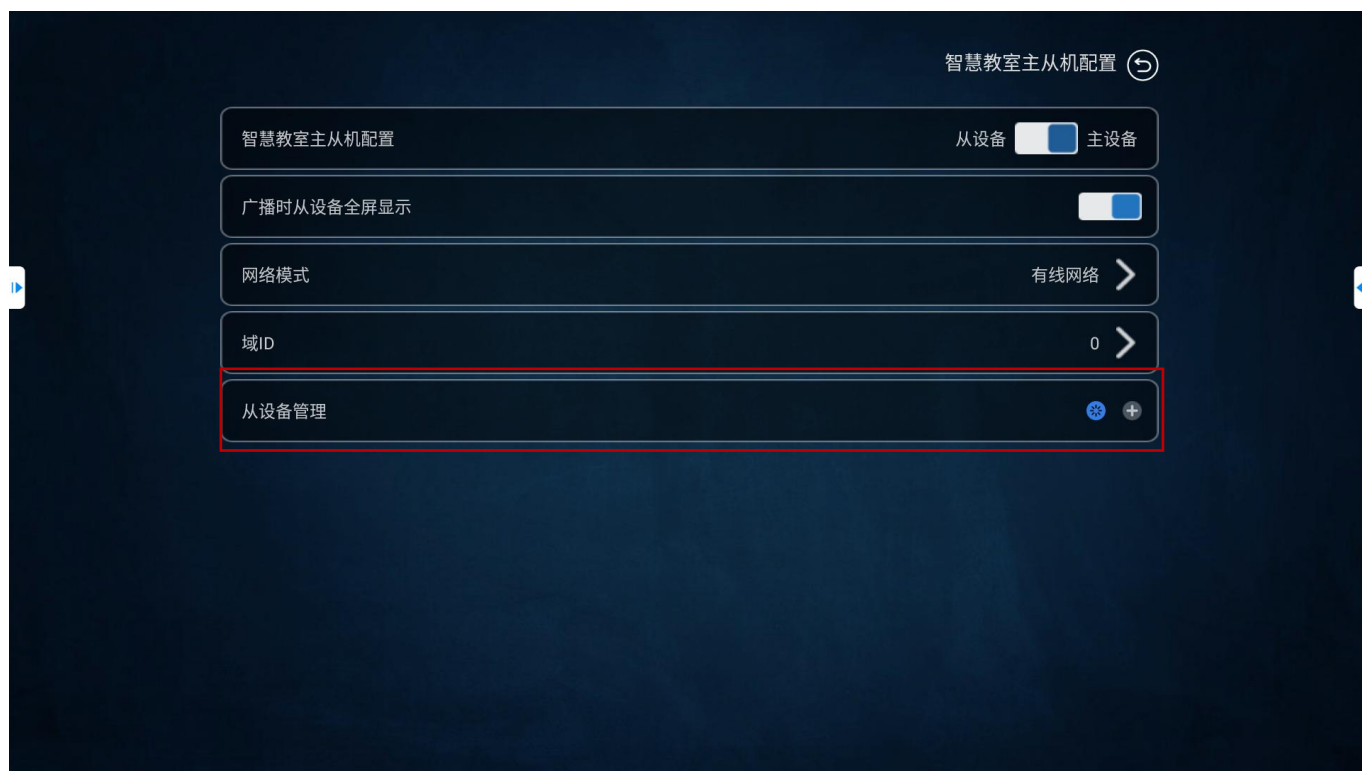 智慧教室主从机配置
智慧教室主从机配置 从设备 主设备
广播时从设备全屏显示
网络模式 有线网络
域ID 0
从设备管理